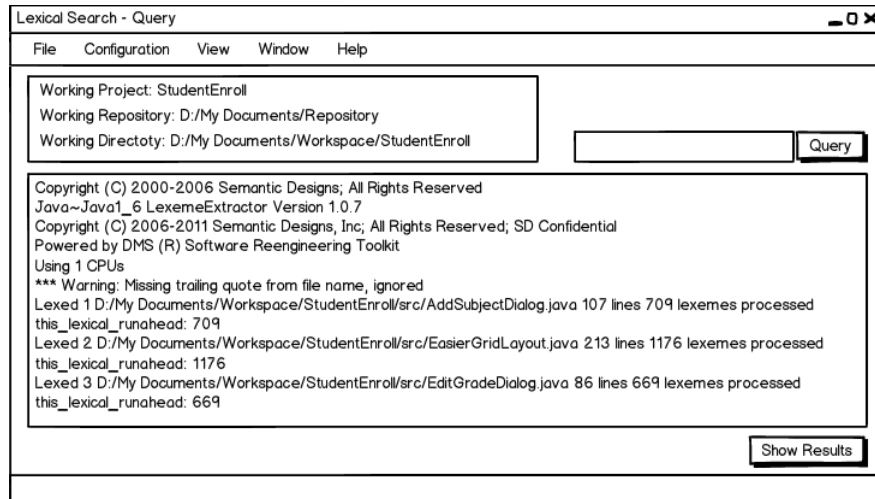 Lexical Search - Query
File Configuration View Window Help
Working Project: StudentEnroll
Working Repository: D:/My Documents/Repository
Working Directoty: D:/My Documents/Workspace/StudentEnroll
Query
Copyright (C) 2000-2006 Semantic Designs; All Rights Reserved
Java~Java1_6 LexemeExtractor Version 1.0.7
Copyright (C) 2006-2011 Semantic Designs, Inc; All Rights Reserved; SD Confidential
Powered by DMS (R) Software Reengineering Toolkit
Using 1 CPUs
*** Warning: Missing trailing quote from file name, ignored
Lexed 1 D:/My Documents/Workspace/StudentEnroll/src/AddSubjectDialog.java 107 lines 709 lexemes processed
this_lexical_runahead: 709
Lexed 2 D:/My Documents/Workspace/StudentEnroll/src/EasierGridLayout.java 213 lines 1176 lexemes processed
this_lexical_runahead: 1176
Lexed 3 D:/My Documents/Workspace/StudentEnroll/src/EditGradeDialog.java 86 lines 669 lexemes processed
this_lexical_runahead: 669
Show Results